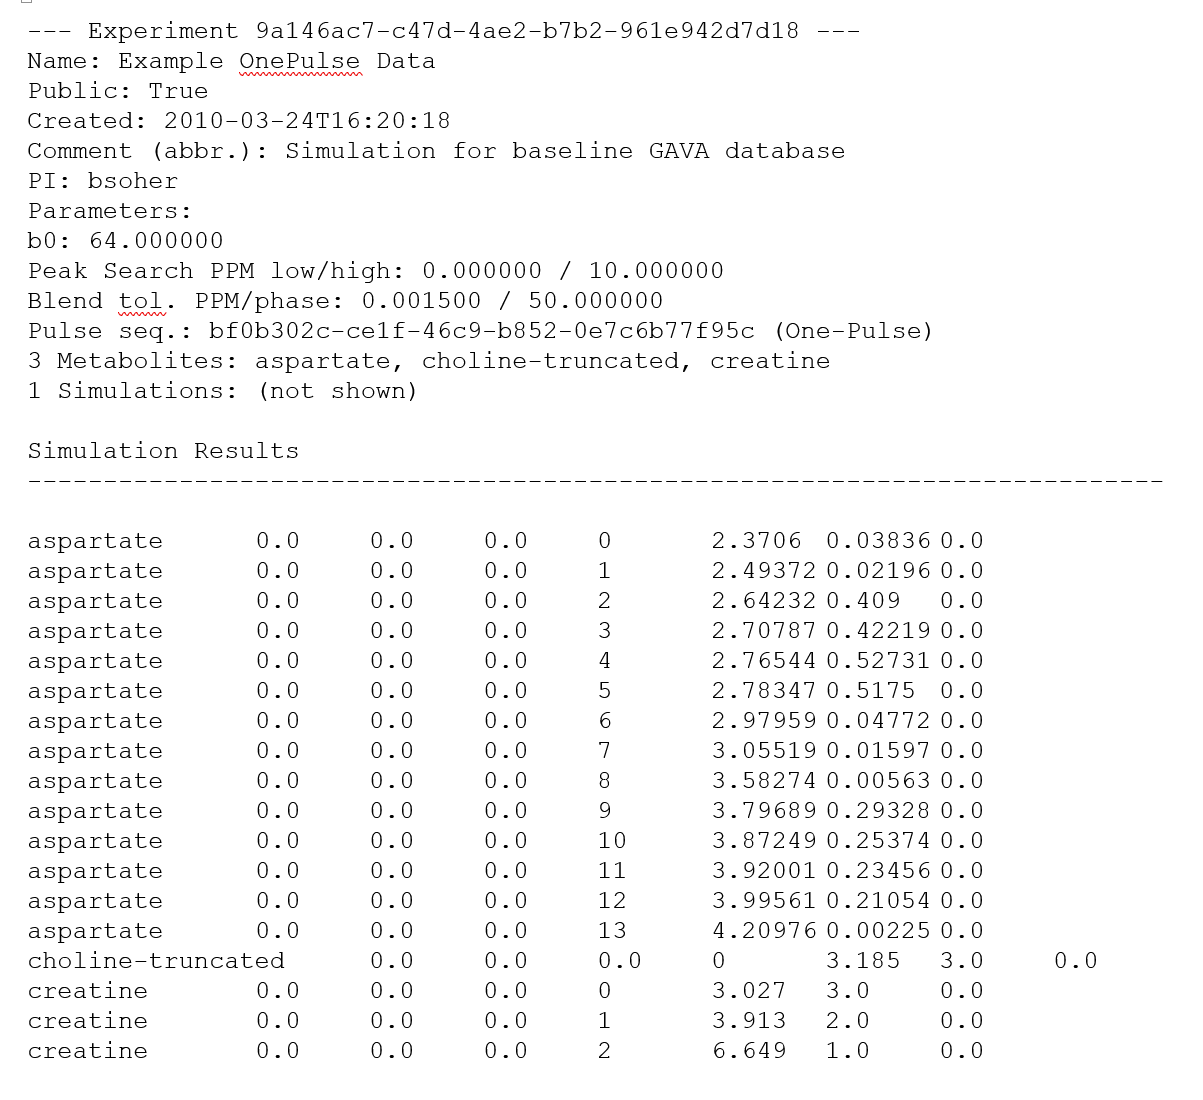 --- Experiment 9a146ac7-c47d-4ae2-b7b2-961e942d7d18 ---
Name: Example OnePulse Data
Public: True
Created: 2010-03-24T16:20:18
Comment (abbr.): Simulation for baseline GAVA database
PI: bsoher
Parameters:
b0: 64.000000
Peak Search PPM low/high: 0.000000 / 10.000000
Blend tol. PPM/phase: 0.001500 / 50.000000
Pulse seq.: bf0b302c-ce1f-46c9-b852-0e7c6b77f95c (One-Pulse)
3 Metabolites: aspartate, choline-truncated, creatine
1 Simulations: (not shown)

Simulation Results
---------------------------------------------------------------------------

aspartate 0.0 0.0 0.0 0 2.3706 0.03836 0.0
aspartate 0.0 0.0 0.0 1 2.49372 0.02196 0.0
aspartate 0.0 0.0 0.0 2 2.64232 0.409 0.0
aspartate 0.0 0.0 0.0 3 2.70787 0.42219 0.0
aspartate 0.0 0.0 0.0 4 2.76544 0.52731 0.0
aspartate 0.0 0.0 0.0 5 2.78347 0.5175 0.0
aspartate 0.0 0.0 0.0 6 2.97959 0.04772 0.0
aspartate 0.0 0.0 0.0 7 3.05519 0.01597 0.0
aspartate 0.0 0.0 0.0 8 3.58274 0.00563 0.0
aspartate 0.0 0.0 0.0 9 3.79689 0.29328 0.0
aspartate 0.0 0.0 0.0 10 3.87249 0.25374 0.0
aspartate 0.0 0.0 0.0 11 3.92001 0.23456 0.0
aspartate 0.0 0.0 0.0 12 3.99561 0.21054 0.0
aspartate 0.0 0.0 0.0 13 4.20976 0.00225 0.0
choline-truncated 0.0 0.0 0.0 0 3.185 3.0 0.0
creatine 0.0 0.0 0.0 0 3.027 3.0 0.0
creatine 0.0 0.0 0.0 1 3.913 2.0 0.0
creatine 0.0 0.0 0.0 2 6.649 1.0 0.0